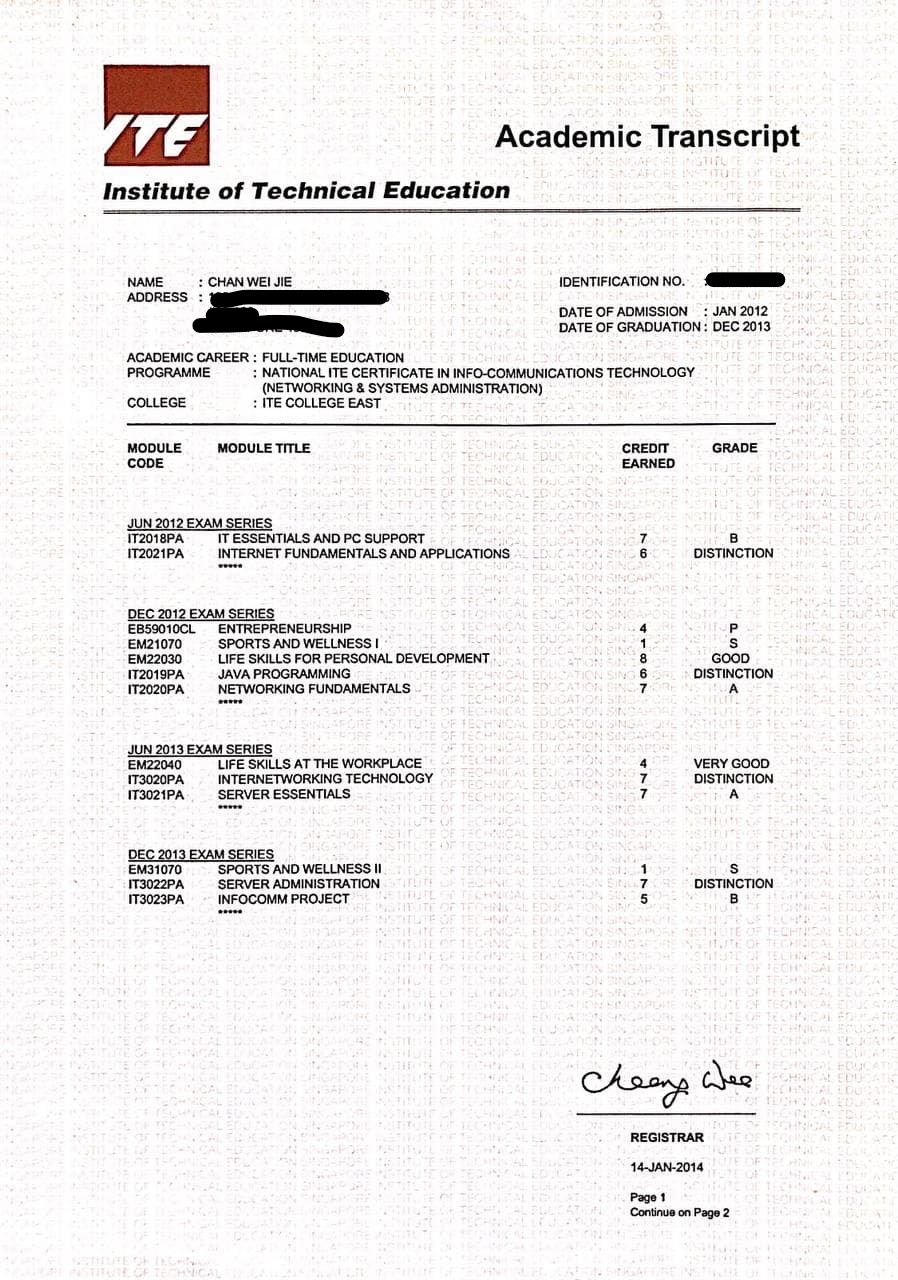 ITE
Academic Transcript
Institute of Technical Education
NAME : CHAN WEI JIE
IDENTIFICATION NO. :
ADDRESS :
DATE OF ADMISSION : JAN 2012
DATE OF GRADUATION : DEC 2013
ACADEMIC CAREER : FULL-TIME EDUCATION
PROGRAMME : NATIONAL ITE CERTIFICATE IN INFO-COMMUNICATIONS TECHNOLOGY
(NETWORKING & SYSTEMS ADMINISTRATION)
COLLEGE : ITE COLLEGE EAST
MODULE MODULE TITLE CREDIT GRADE
CODE EARNED
JUN 2012 EXAM SERIES
IT2018PA IT ESSENTIALS AND PC SUPPORT 7 B
IT2021PA INTERNET FUNDAMENTALS AND APPLICATIONS 6 DISTINCTION
*****
DEC 2012 EXAM SERIES
EB59010CL ENTREPRENEURSHIP 4 P
EM21070 SPORTS AND WELLNESS I 1 S
EM22030 LIFE SKILLS FOR PERSONAL DEVELOPMENT 8 GOOD
IT2019PA JAVA PROGRAMMING 6 DISTINCTION
IT2020PA NETWORKING FUNDAMENTALS 7 A
*****
JUN 2013 EXAM SERIES
EM22040 LIFE SKILLS AT THE WORKPLACE 4 VERY GOOD
IT3020PA INTERNETWORKING TECHNOLOGY 7 DISTINCTION
IT3021PA SERVER ESSENTIALS 7 A
*****
DEC 2013 EXAM SERIES
EM31070 SPORTS AND WELLNESS II 1 S
IT3022PA SERVER ADMINISTRATION 7 DISTINCTION
IT3023PA INFOCOMM PROJECT 5 B
*****
Cheong Wee
REGISTRAR
14-JAN-2014
Page 1
Continue on Page 2